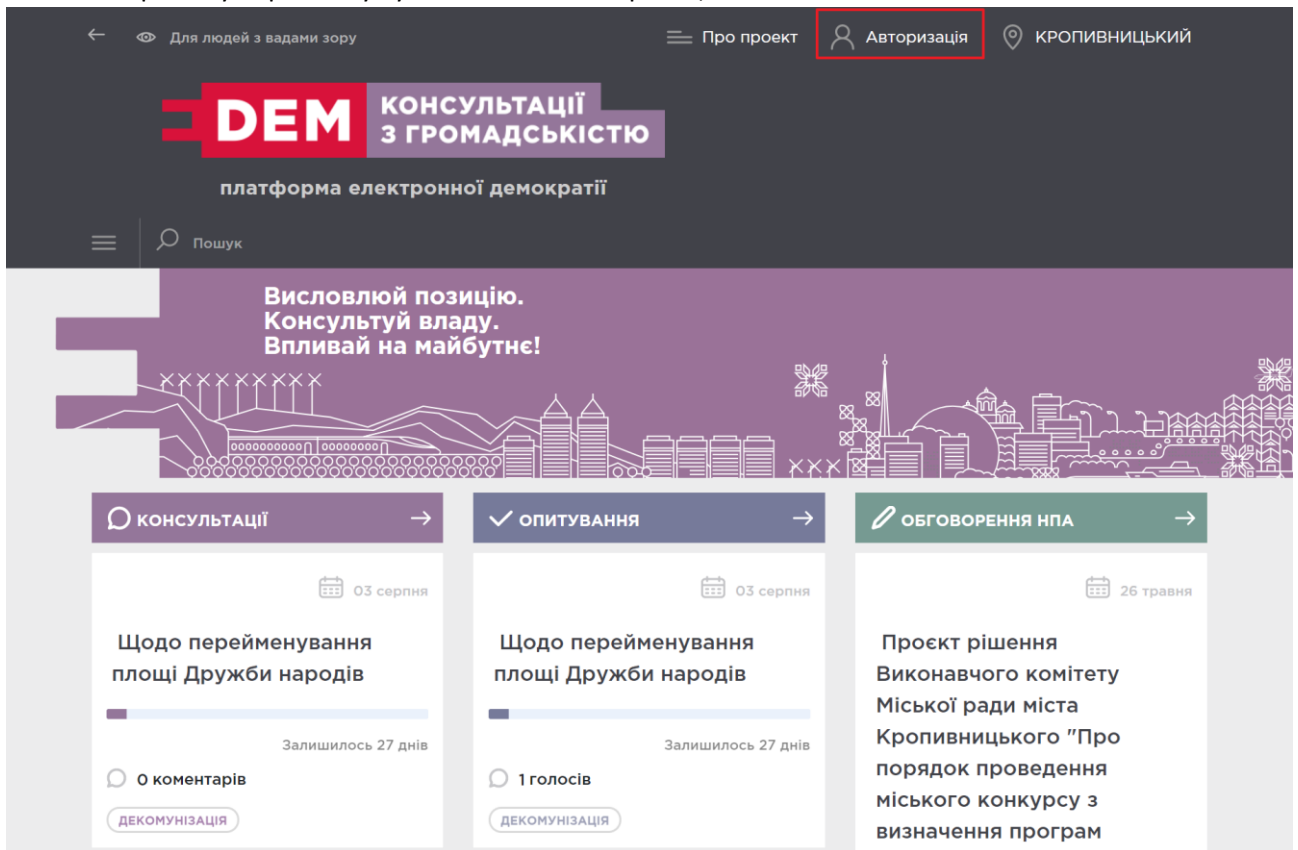 Для людей з вадами зору
Про проект
Авторизація
КРОПИВНИЦЬКИЙ
DEM
КОНСУЛЬТАЦІЇ
З ГРОМАДСЬКІСТЮ
платформа електронної демократії
Пошук
Висловлюй позицію.
Консультуй владу.
Впливай на майбутнє!
КОНСУЛЬТАЦІЇ
03 серпня
Щодо перейменування
площі Дружби народів
Залишилось 27 днів
0 коментарів
ДЕКОМУНІЗАЦІЯ
ОПИТУВАННЯ
03 серпня
Щодо перейменування
площі Дружби народів
Залишилось 27 днів
1 голосів
ДЕКОМУНІЗАЦІЯ
ОБГОВОРЕННЯ НПА
26 травня
Проєкт рішення
Виконавчого комітету
Міської ради міста
Кропивницького "Про
порядок проведення
міського конкурсу з
визначення програм